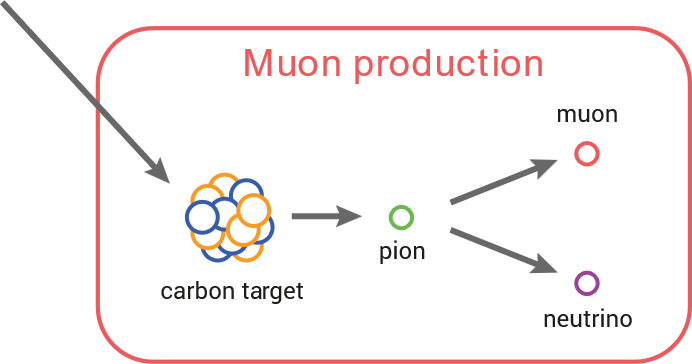 Muon production
muon
pion
carbon target
neutrino